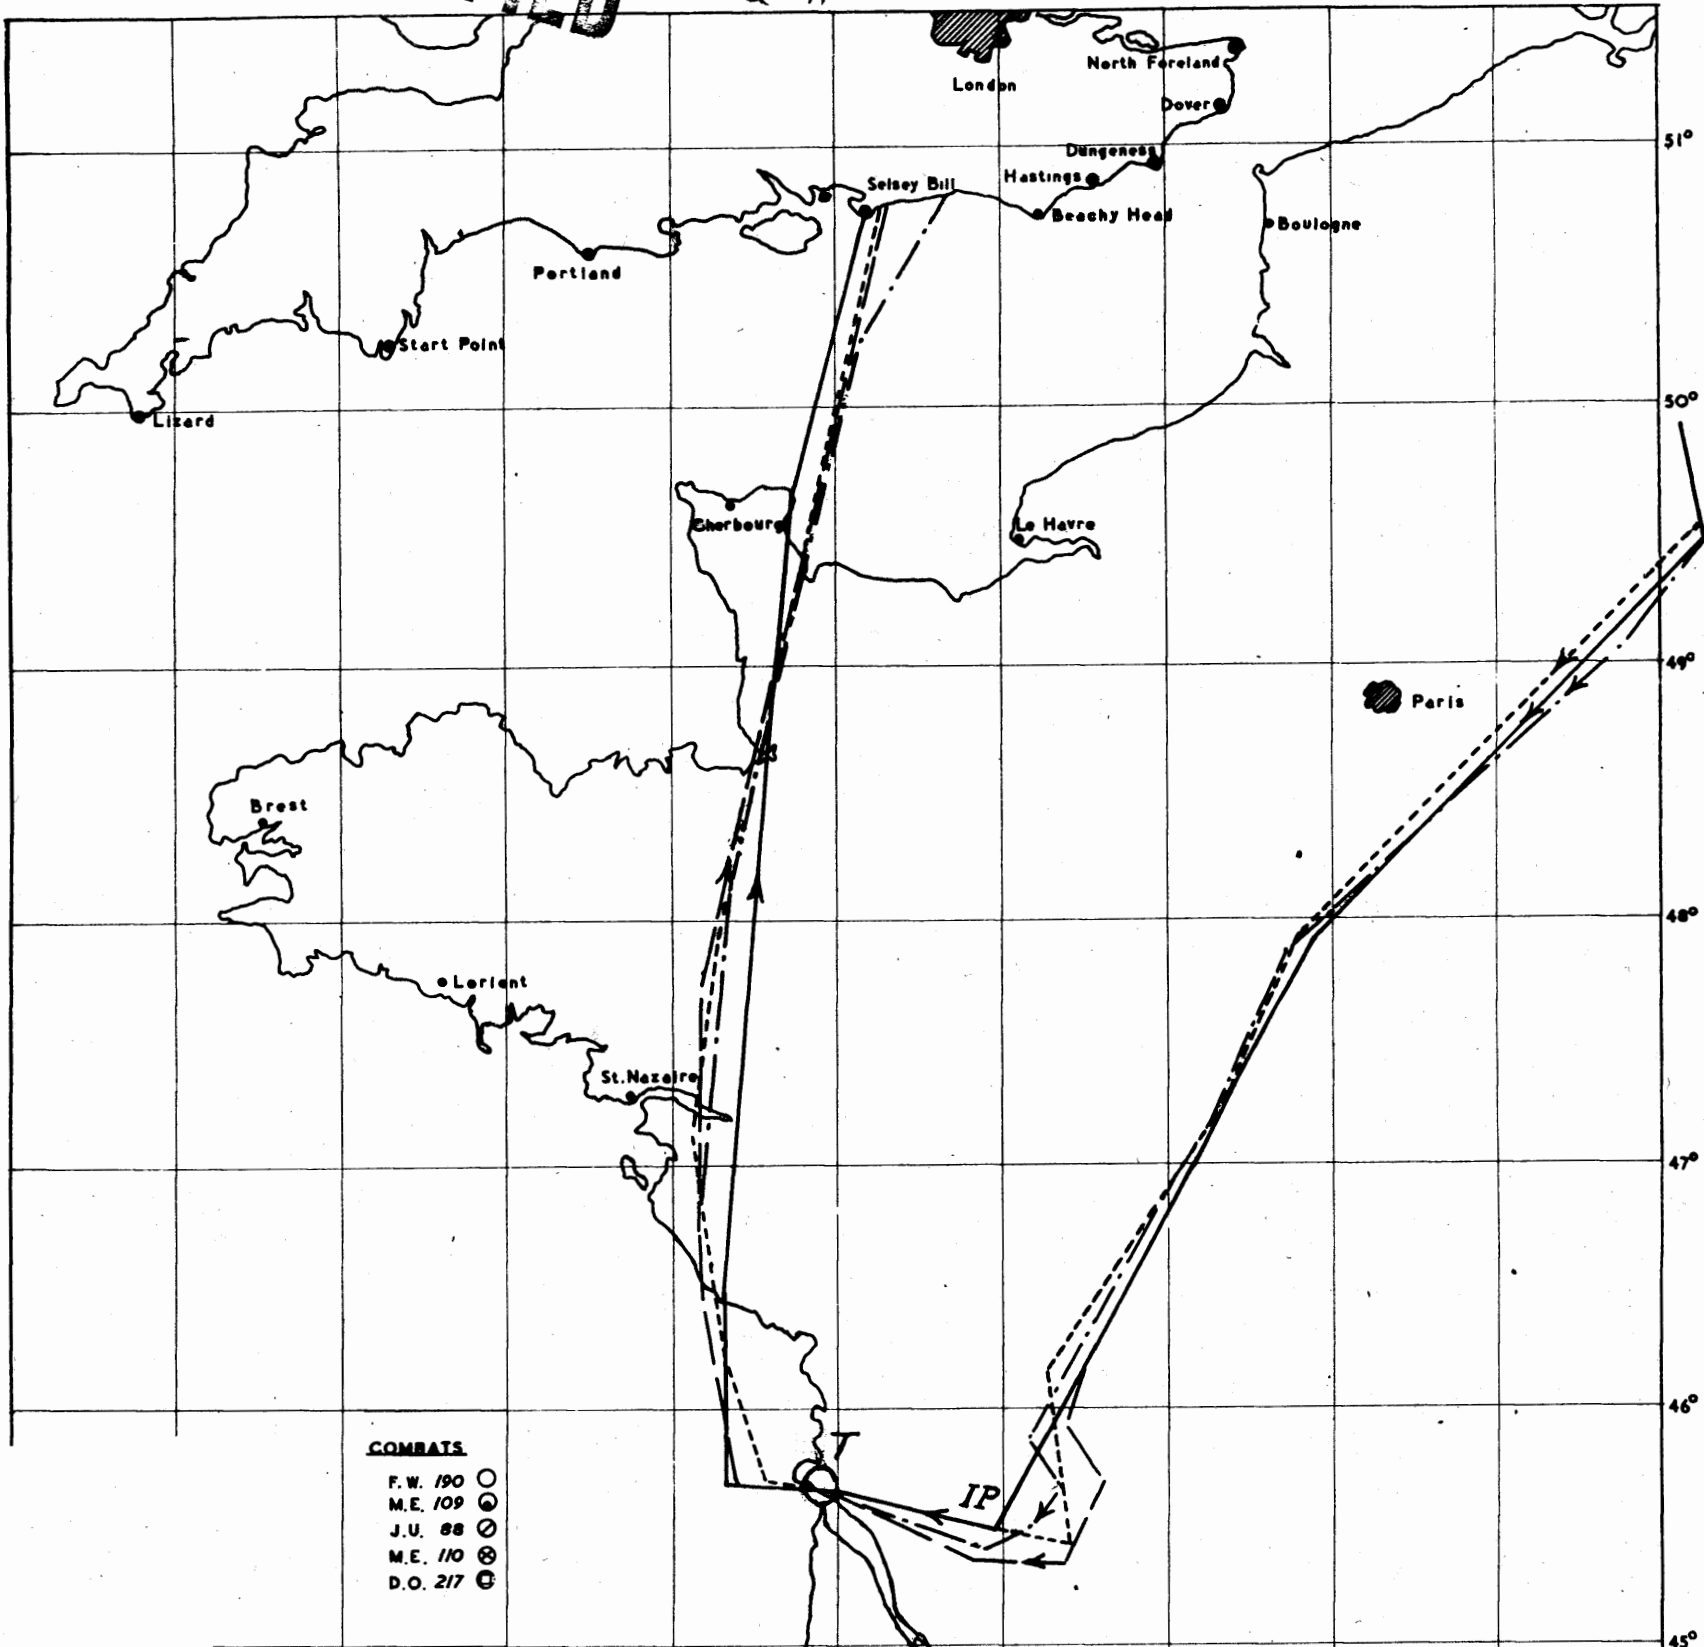 London
North Foreland
Dover
51°
Dungeness
Hastings
Selsey Bill
Beachy Head
Boulogne
Portland
Start Point
50°
Lizard
Cherbourg
Le Havre
49°
Paris
Brest
48°
Lorient
St. Nazaire
47°
46°
T
COMBATS
F.W. 190
M.E. 109
J.U. 88
M.E. 110
D.O. 217
IP
45°